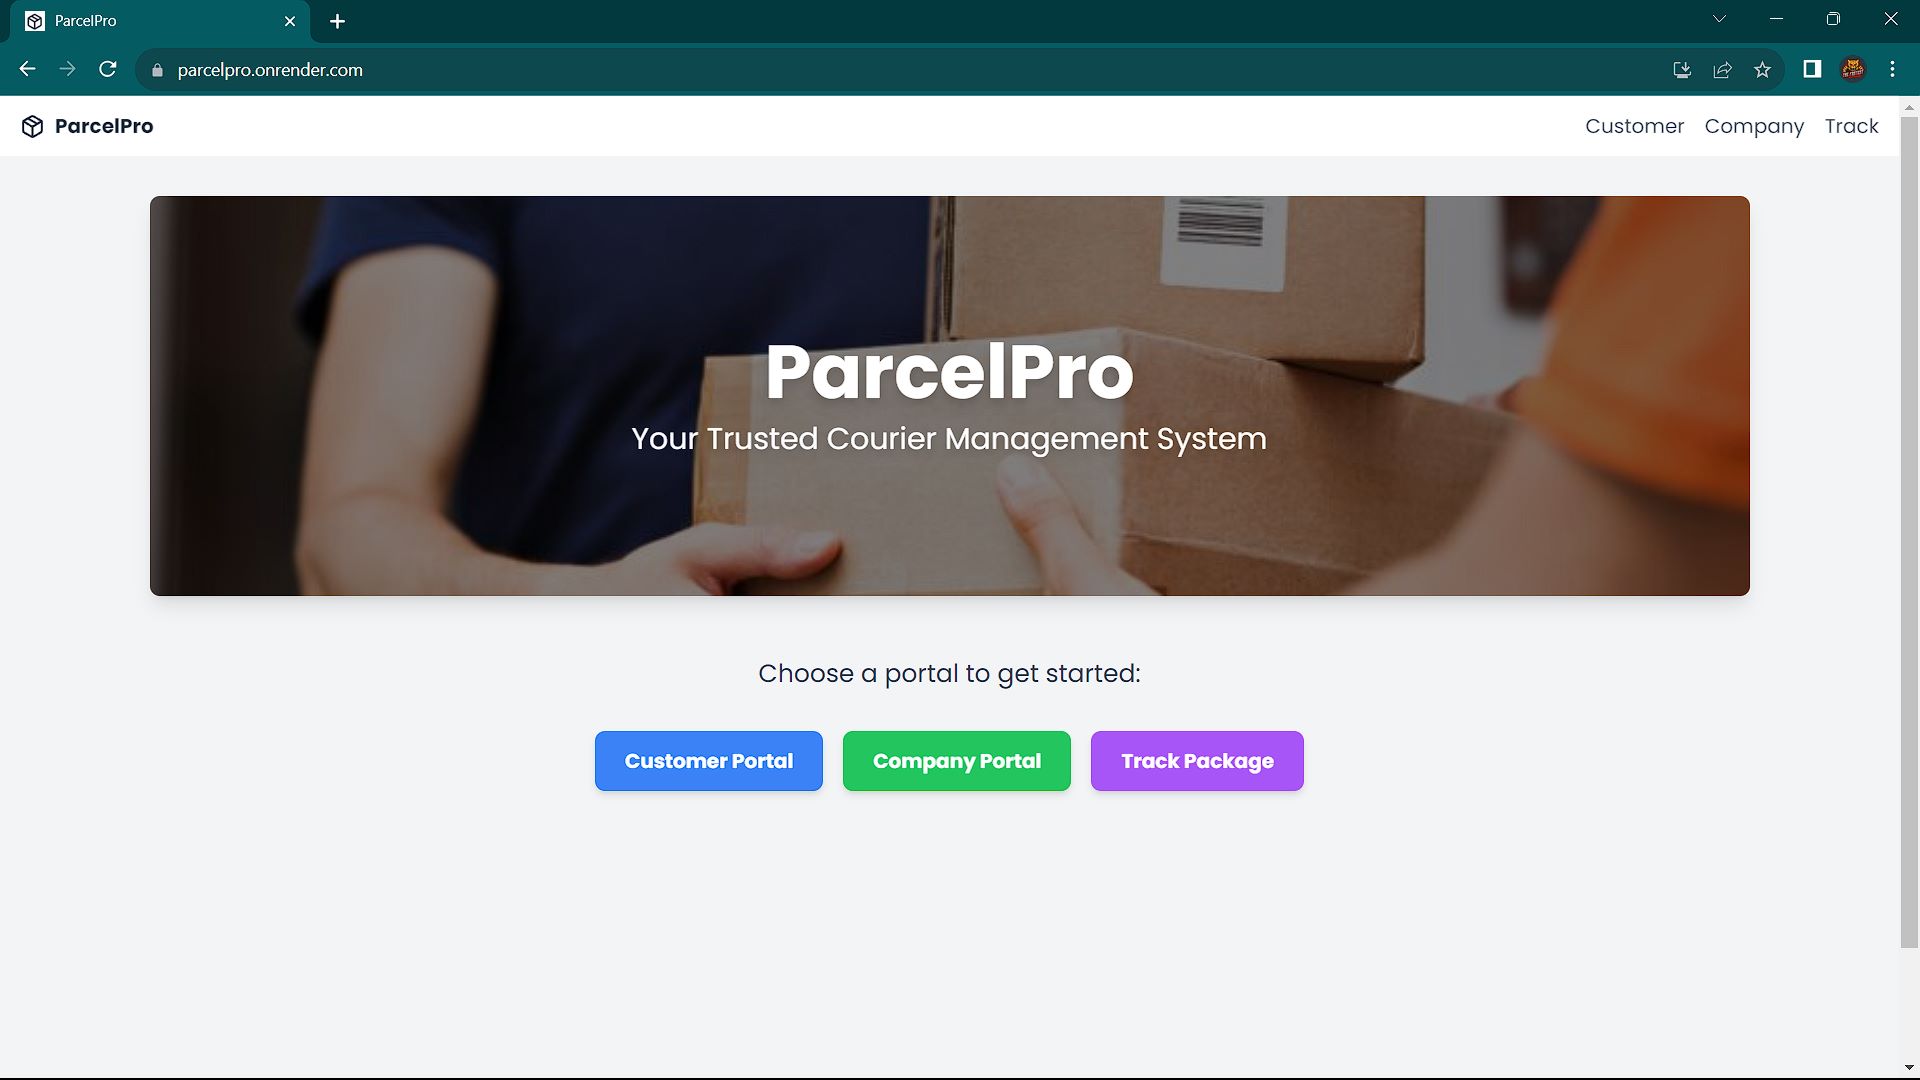 ParcelPro
parcelpro.onrender.com
ParcelPro
Customer Company Track
ParcelPro
Your Trusted Courier Management System
Choose a portal to get started:
Customer Portal
Company Portal
Track Package